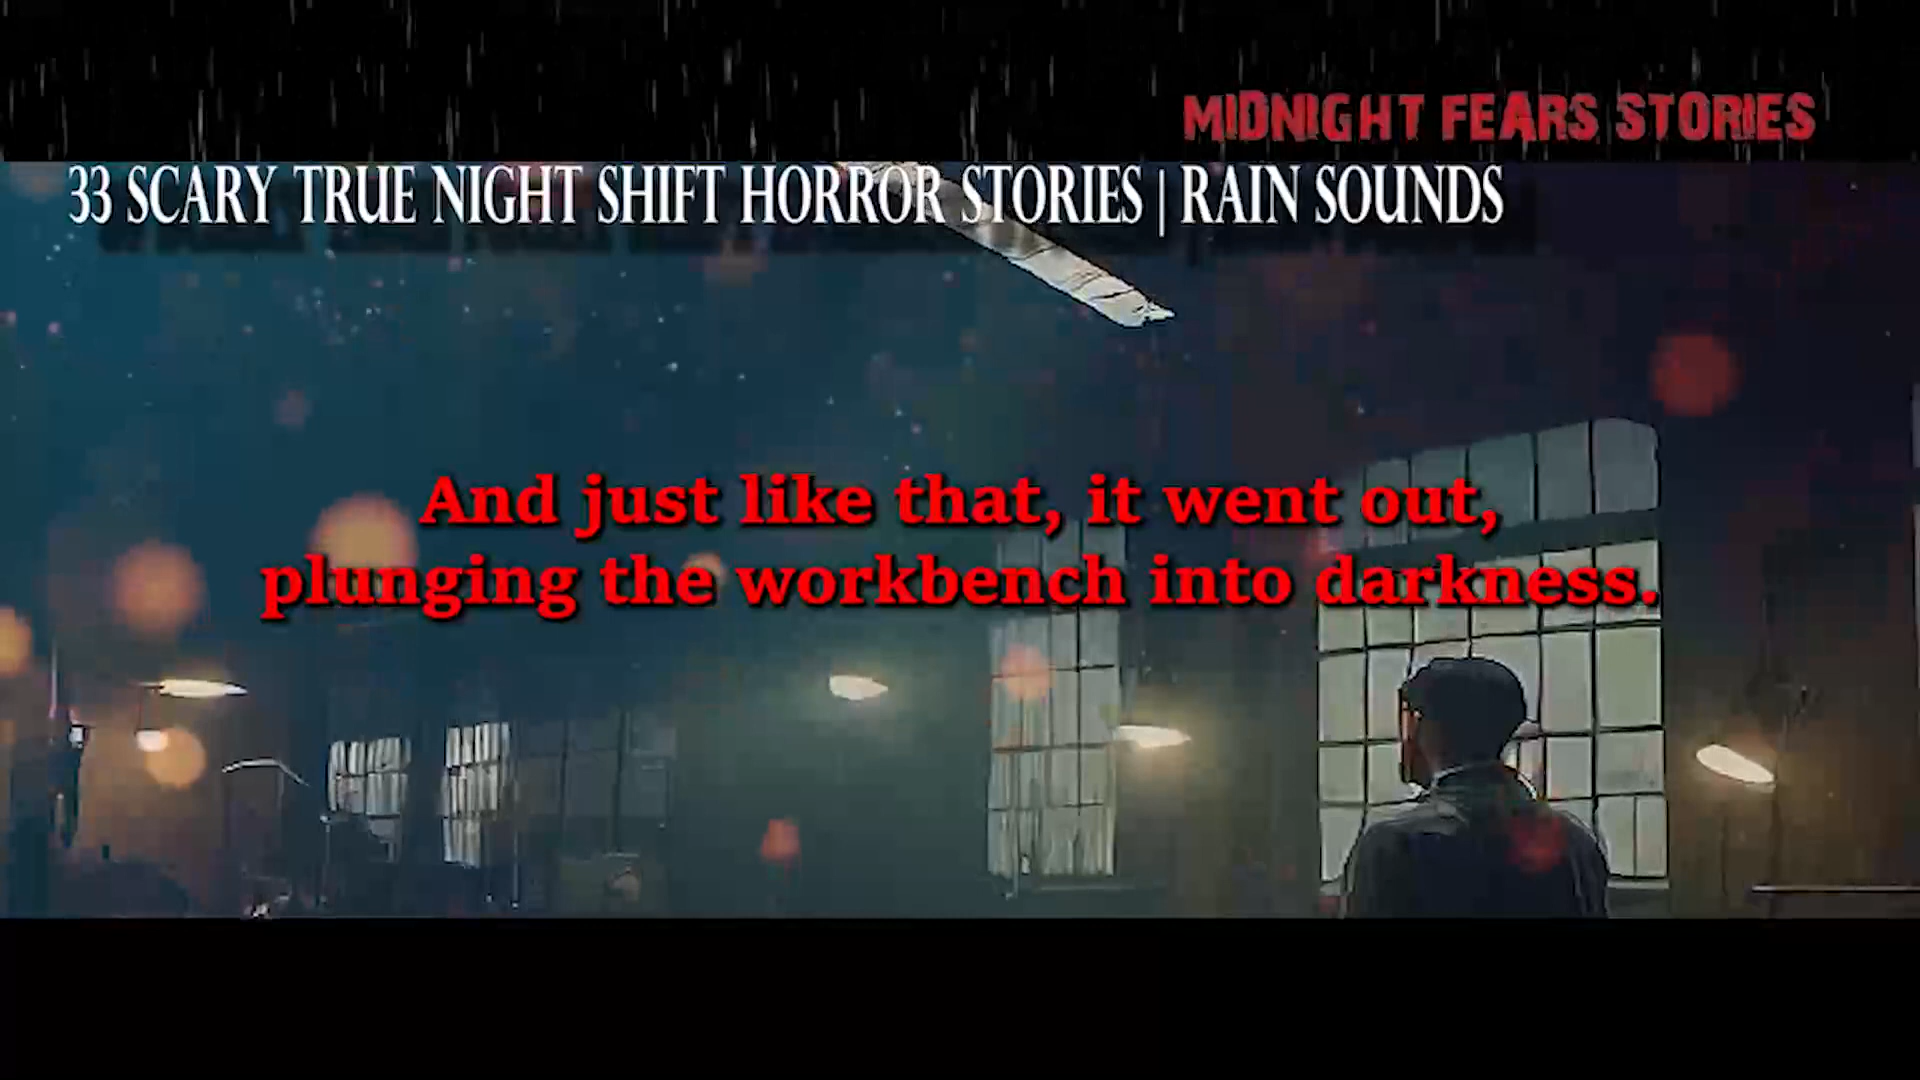 MIDNIGHT FEARS STORIES
33 SCARY TRUE NIGHT SHIFT HORROR STORIES | RAIN SOUNDS
And just like that, it went out,
plunging the workbench into darkness.